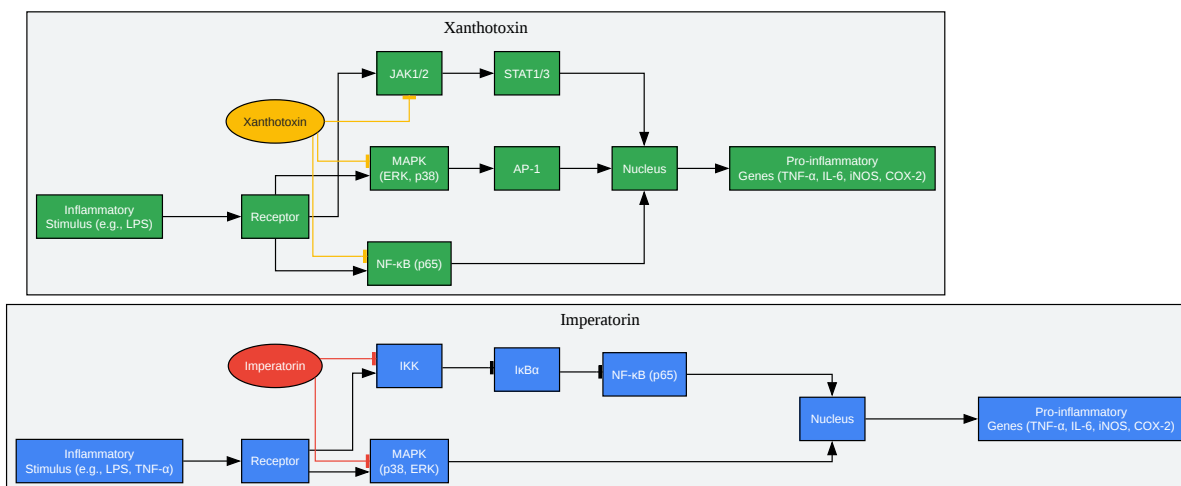 Xanthotoxin
JAK1/2
STAT1/3
Xanthotoxin
MAPK
(ERK, p38)
AP-1
Nucleus
Pro-inflammatory
Genes (TNF-α, IL-6, iNOS, COX-2)
Inflammatory
Stimulus (e.g., LPS)
Receptor
NF-κB (p65)
Imperatorin
Imperatorin
IKK
IκBα
NF-κB (p65)
Nucleus
Pro-inflammatory
Genes (TNF-α, IL-6, iNOS, COX-2)
Inflammatory
Stimulus (e.g., LPS, TNF-α)
Receptor
MAPK
(p38, ERK)